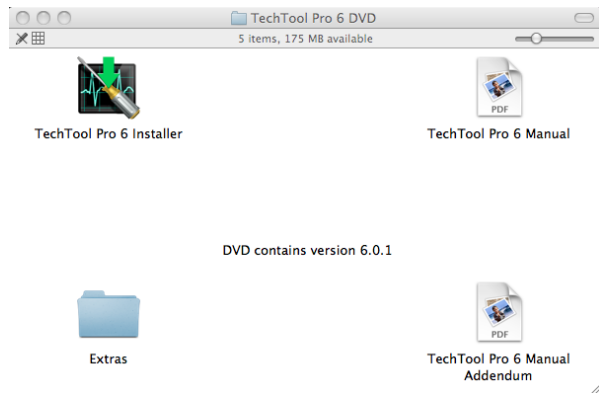 TechTool Pro 6 DVD
5 items, 175 MB available
PDF
TechTool Pro 6 Installer
TechTool Pro 6 Manual
DVD contains version 6.0.1
PDF
Extras
TechTool Pro 6 Manual
Addendum